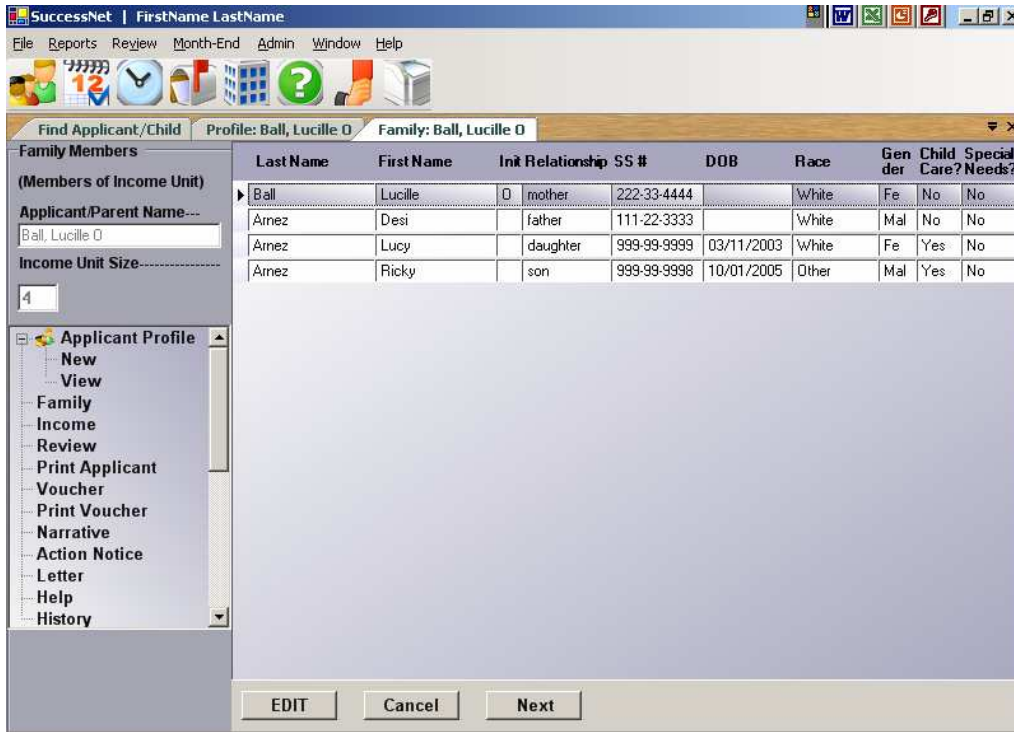 SuccessNet | FirstName LastName
File Reports Review Month-End Admin Window Help
12
Find Applicant/Child Profile: Ball, Lucille O Family: Ball, Lucille O
Family Members
(Members of Income Unit)
Applicant/Parent Name---
Ball, Lucille O
Income Unit Size----------------
4
Applicant Profile
New
View
Family
Income
Review
Print Applicant
Voucher
Print Voucher
Narrative
Action Notice
Letter
Help
History
Last Name First Name Init Relationship SS # DOB Race Gen der Child Care? Special Needs?
Ball Lucille O mother 222-33-4444 White Fe No No
Arnez Desi father 111-22-3333 White Mal No No
Arnez Lucy daughter 999-99-9999 03/11/2003 White Fe Yes No
Arnez Ricky son 999-99-9998 10/01/2005 Other Mal Yes No
EDIT Cancel Next